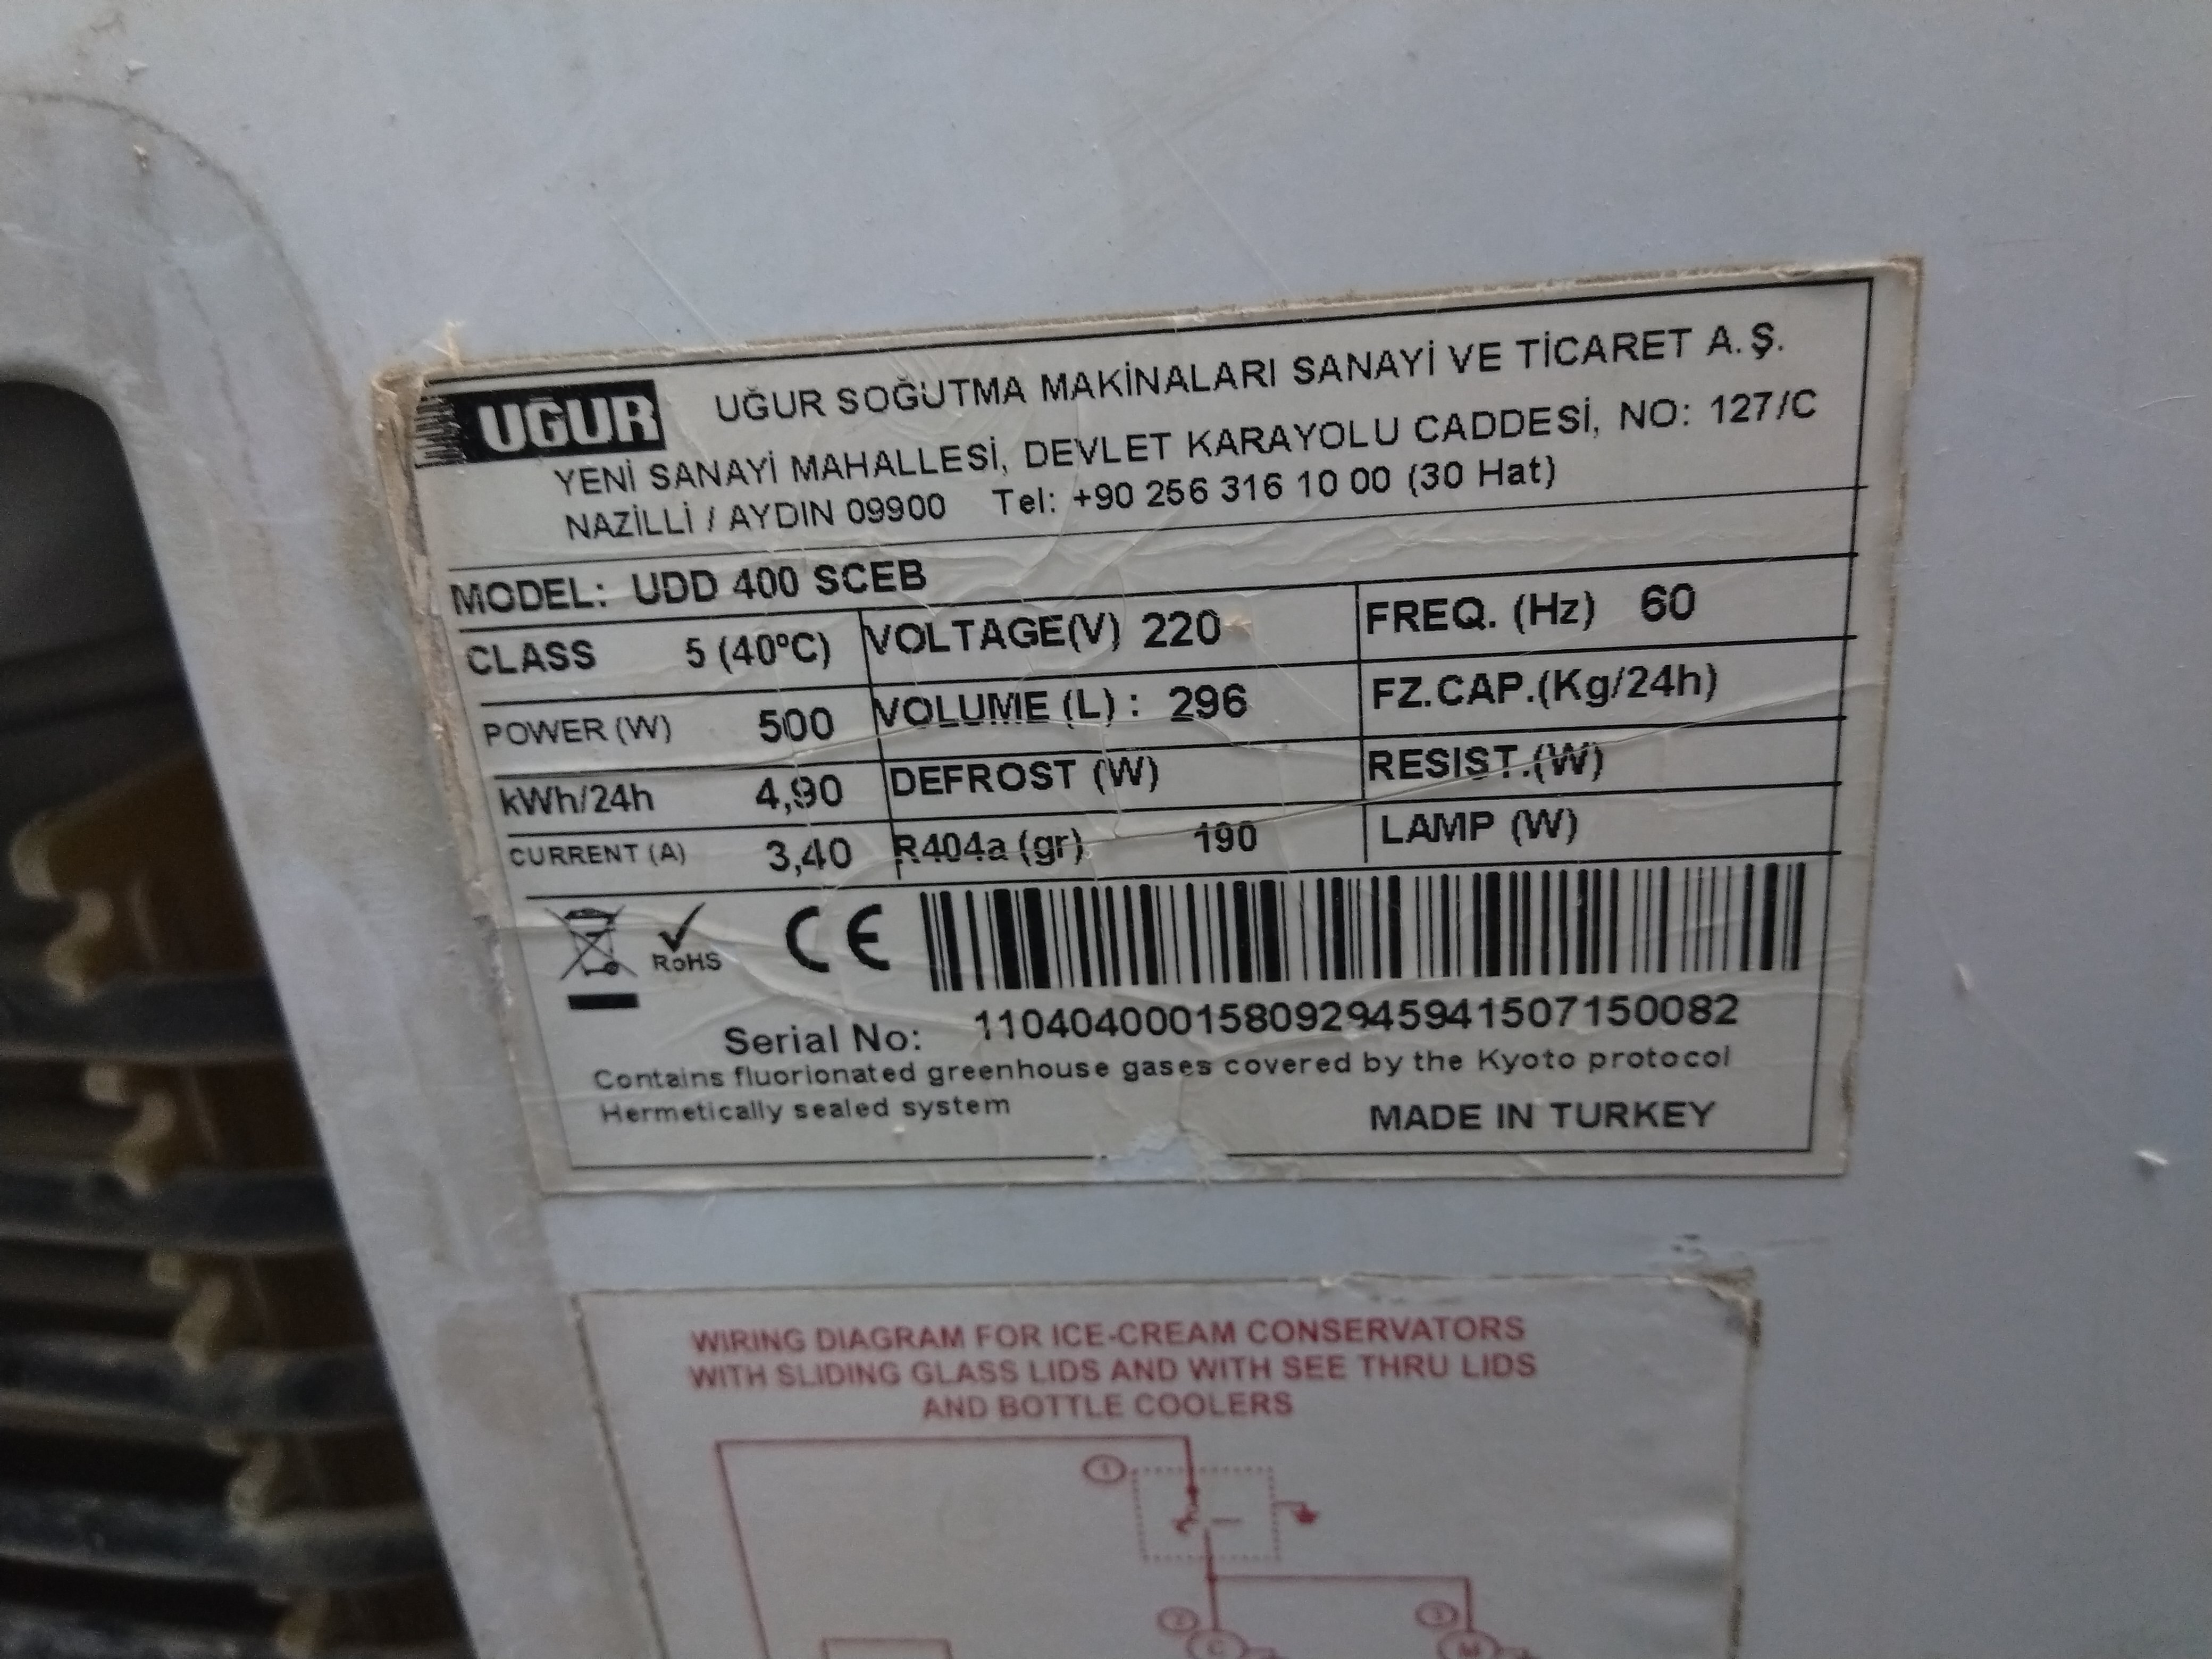 UĞUR
UĞUR SOĞUTMA MAKİNALARI SANAYİ VE TİCARET A.Ş.
YENİ SANAYİ MAHALLESİ, DEVLET KARAYOLU CADDESİ, NO: 127/C
NAZİLLİ / AYDIN 09900 Tel: +90 256 316 10 00 (30 Hat)
MODEL: UDD 400 SCEB
CLASS 5 (40ºC) VOLTAGE(V) 220 FREQ. (Hz) 60
POWER (W) 500 VOLUME (L) : 296 FZ.CAP.(Kg/24h)
kWh/24h 4,90 DEFROST (W) RESIST.(W)
CURRENT (A) 3,40 R404a (gr) 190 LAMP (W)
RoHS CE
Serial No: 1104040001580929459415071500​82
Contains fluorionated greenhouse gases covered by the Kyoto protocol
Hermetically sealed system MADE IN TURKEY
WIRING DIAGRAM FOR ICE-CREAM CONSERVATORS
WITH SLIDING GLASS LIDS AND WITH SEE THRU LIDS
AND BOTTLE COOLERS
1
2 3
C M